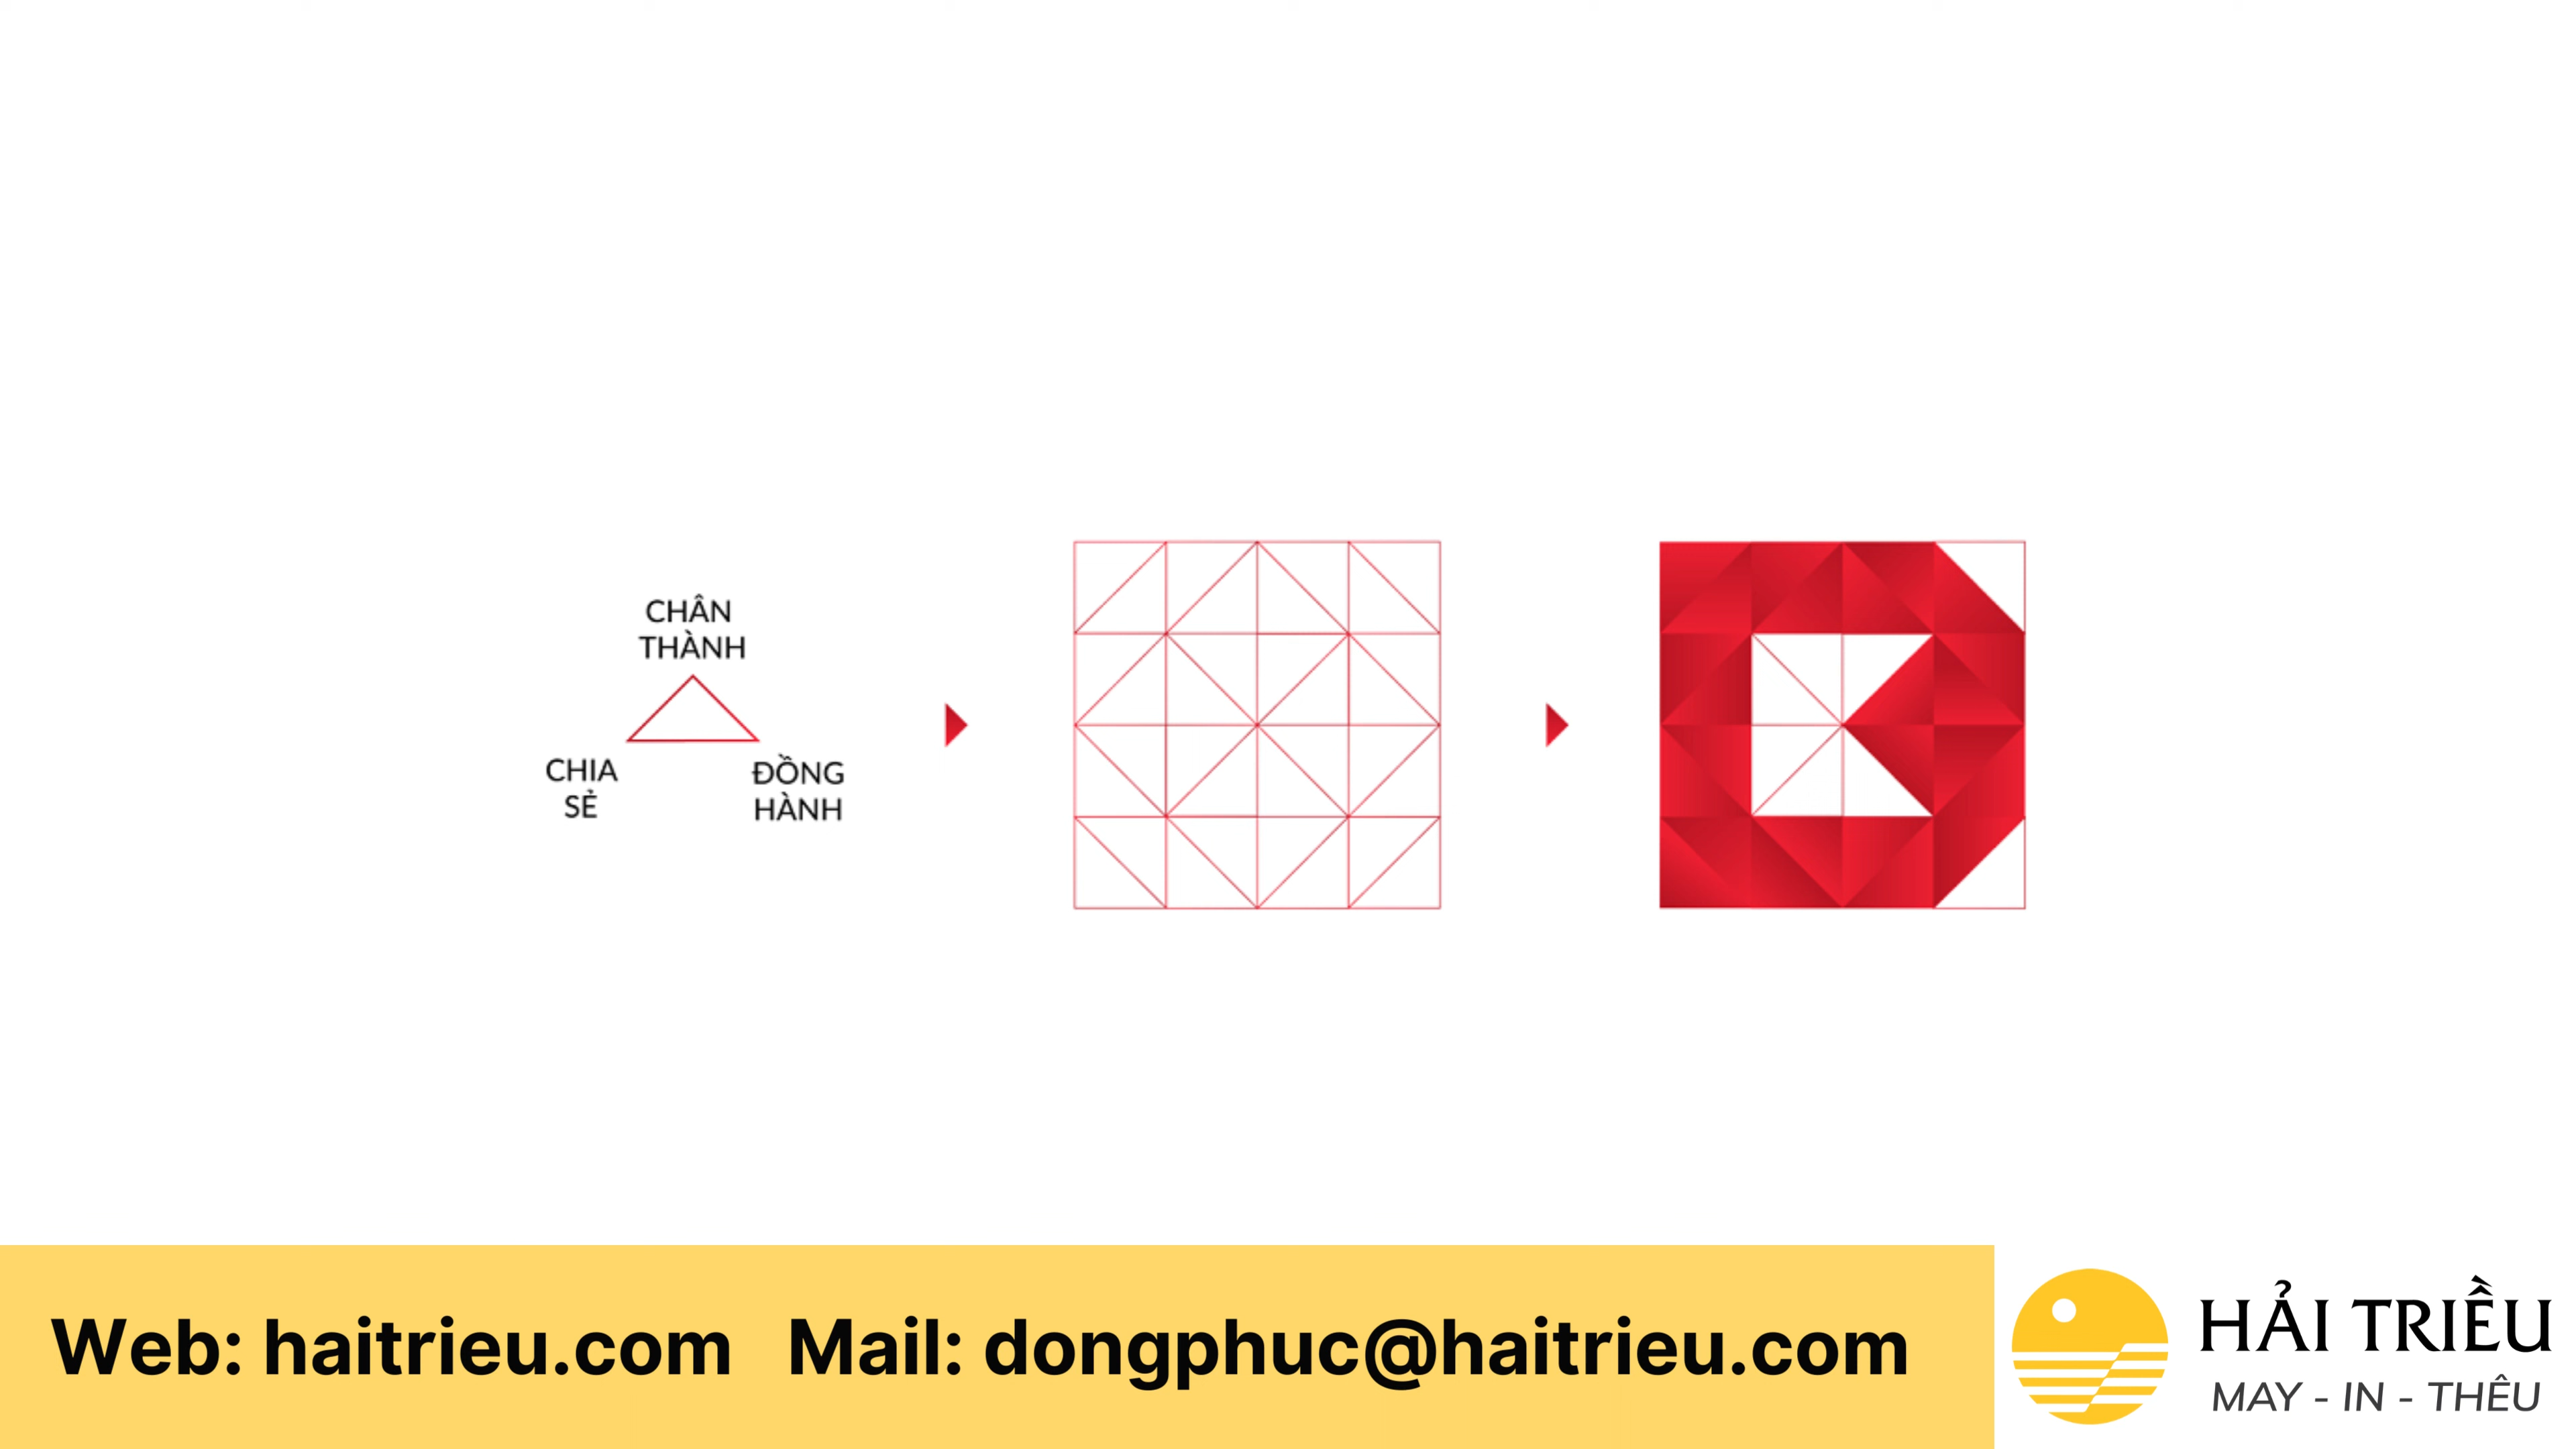 CHÂN
THÀNH
CHIA
SẺ
ĐỒNG
HÀNH
Web: haitrieu.com Mail: dongphuc@haitrieu.com
HẢI TRIỀU
MAY - IN - THÊU